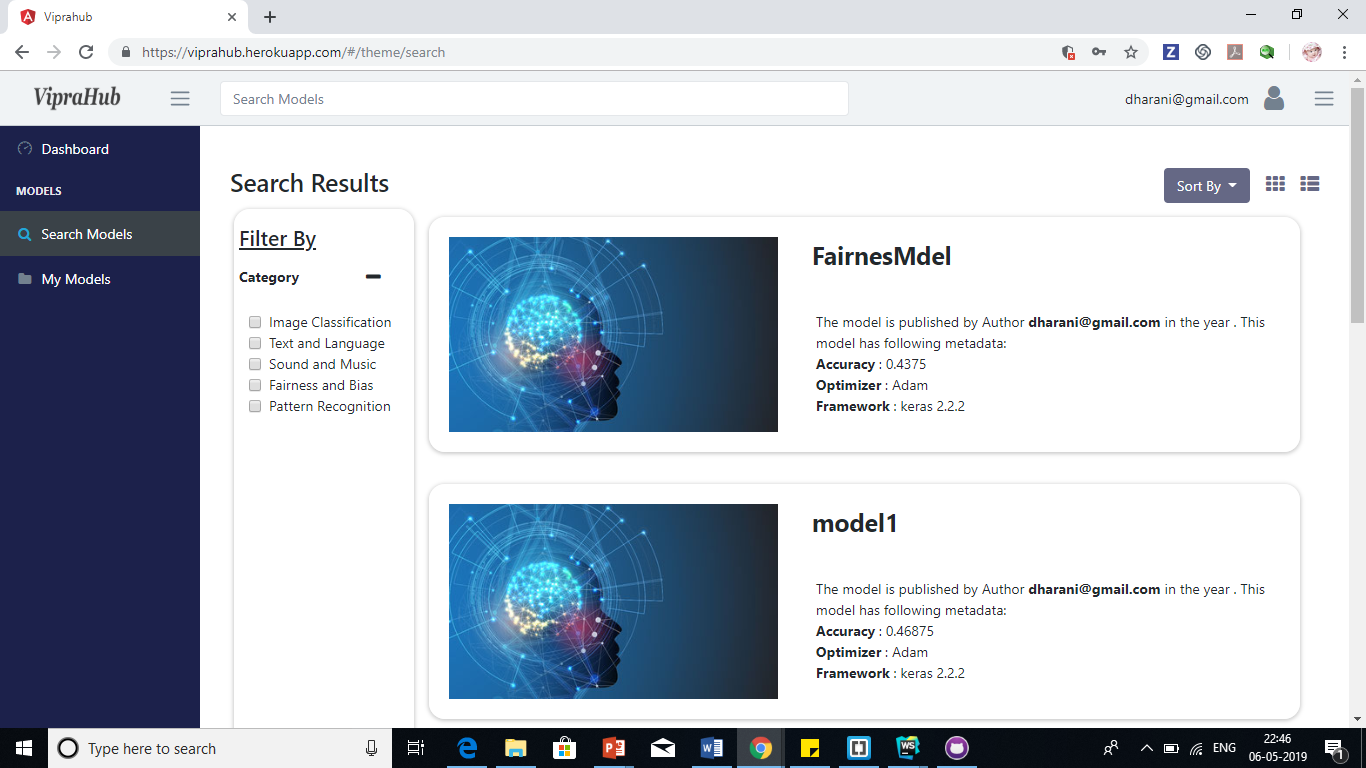 Viprahub
https://viprahub.herokuapp.com/#/theme/search
Z
VipraHub
Search Models
dharani@gmail.com
Dashboard
MODELS
Search Models
My Models
Search Results
Sort By
Filter By
Category
Image Classification
Text and Language
Sound and Music
Fairness and Bias
Pattern Recognition
FairnesMdel
The model is published by Author dharani@gmail.com in the year . This
model has following metadata:
Accuracy : 0.4375
Optimizer : Adam
Framework : keras 2.2.2
model1
The model is published by Author dharani@gmail.com in the year . This
model has following metadata:
Accuracy : 0.46875
Optimizer : Adam
Framework : keras 2.2.2
Type here to search
ENG
22:46
06-05-2019
1